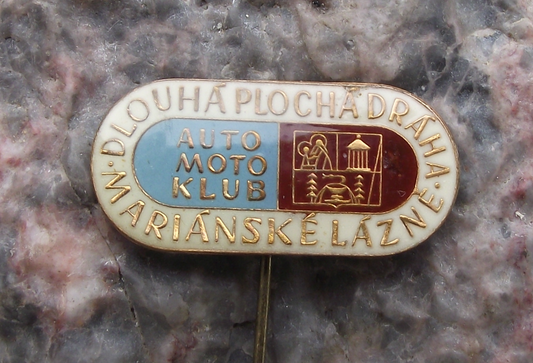 DLOUHÁ PLOCHÁ DRÁHA
AUTO
MOTO
KLUB
MARIÁNSKÉ LÁZNĚ